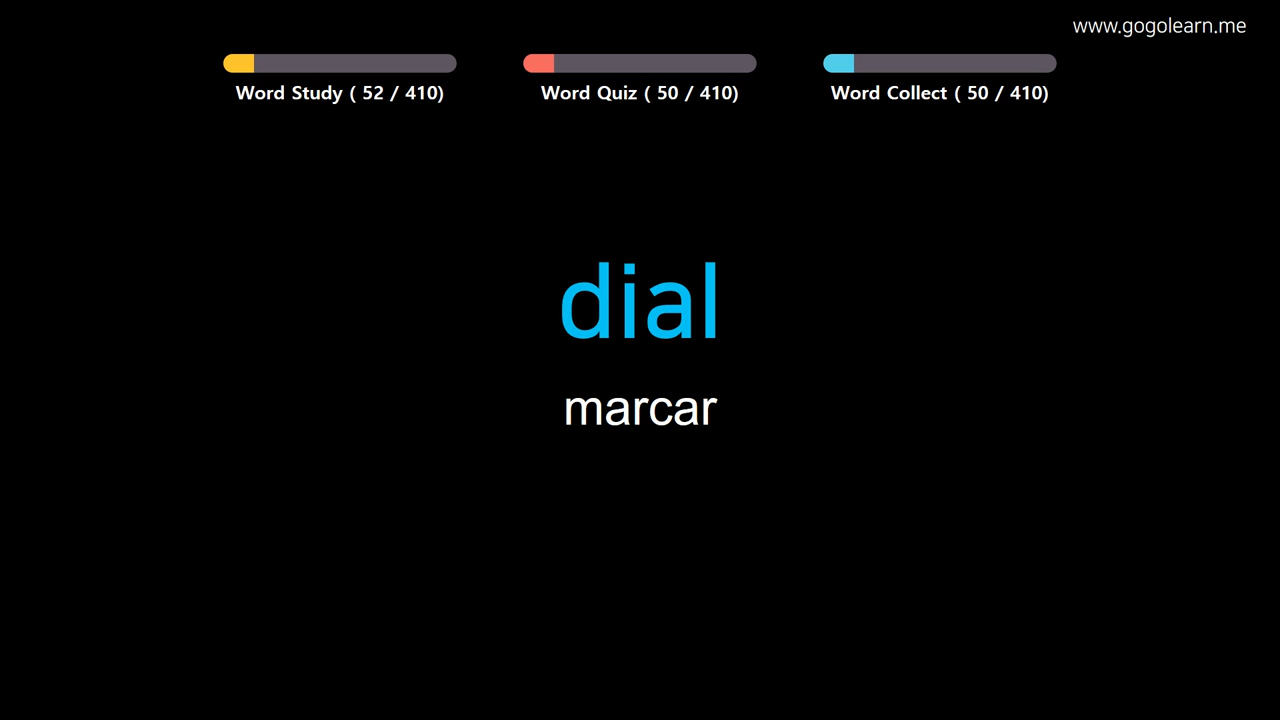 www.gogolearn.me
Word Study ( 52 / 410)
Word Quiz ( 50 / 410)
Word Collect ( 50 / 410)
dial
marcar